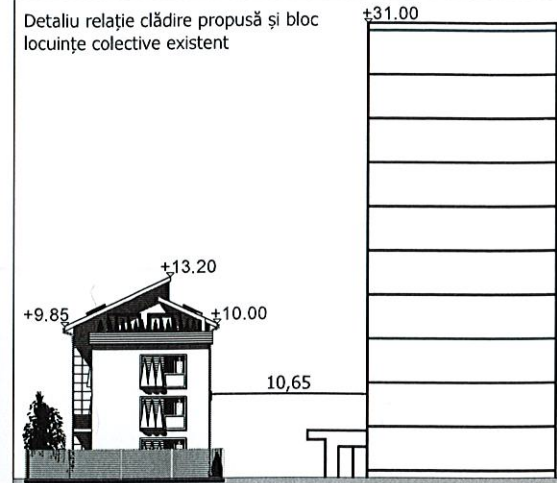 Detaliu relație clădire propusă și bloc
locuințe colective existent
+31.00
+13.20
+9.85
+10.00
10,65